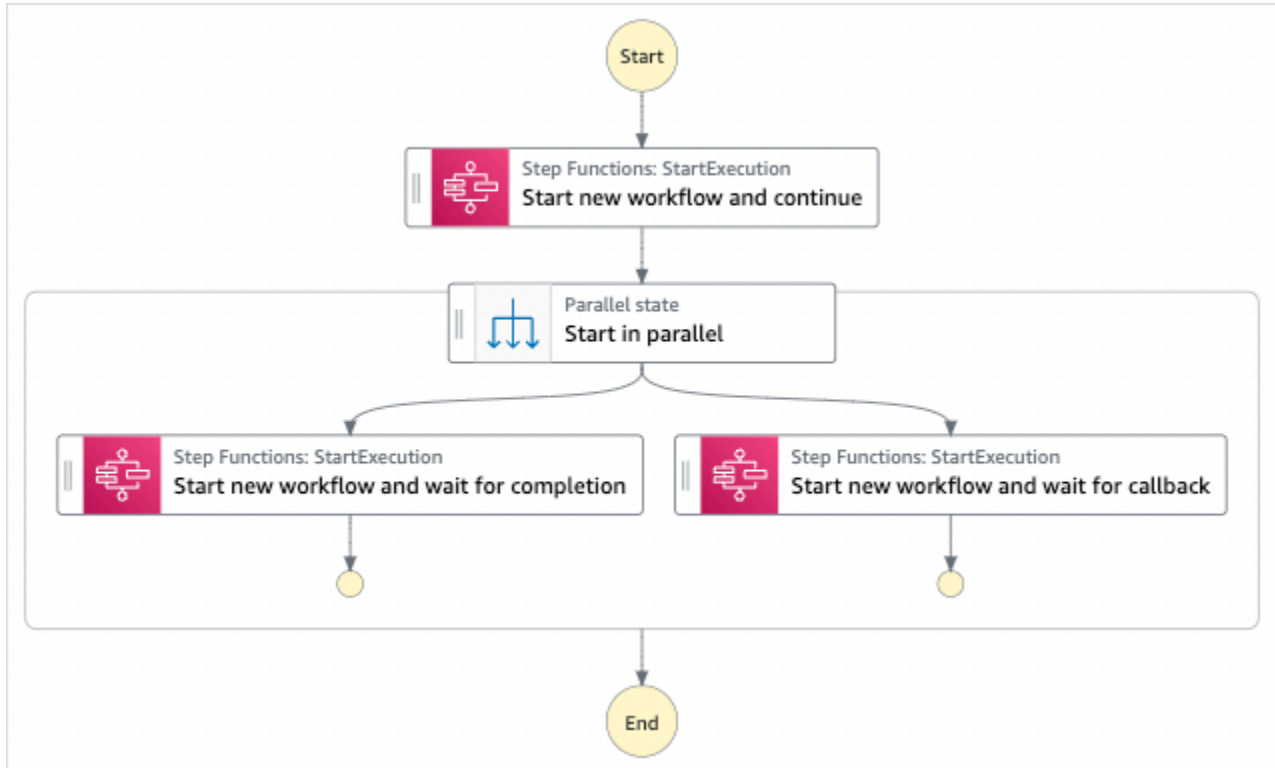 Start
Step Functions: StartExecution
Start new workflow and continue
Parallel state
Start in parallel
Step Functions: StartExecution
Start new workflow and wait for completion
Step Functions: StartExecution
Start new workflow and wait for callback
End